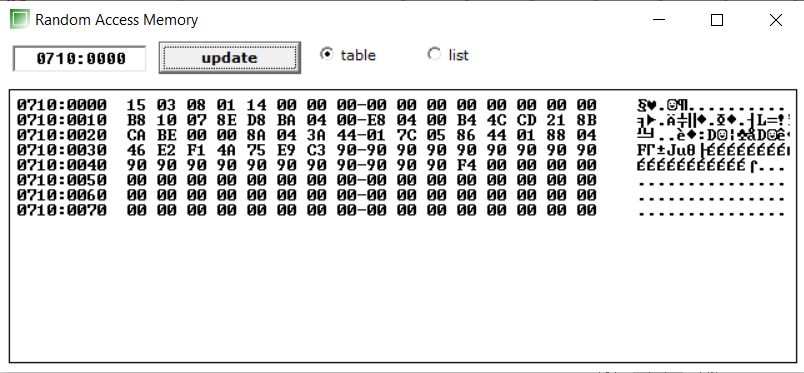 Random Access Memory
0710:0000 update table list
0710:0000 15 03 08 01 14 00 00 00-00 00 00 00 00 00 00 00 §♥.☺¶...........
0710:0010 B8 10 07 8E D8 BA 04 00-E8 04 00 B4 4C CD 21 8B
0710:0020 CA BE 00 00 8A 04 3A 44-01 7C 05 86 44 01 88 04
0710:0030 46 E2 F1 4A 75 E9 C3 90-90 90 90 90 90 90 90 90
0710:0040 90 90 90 90 90 90 90 90-90 90 90 F4 00 00 00 00 ÉÉÉÉÉÉÉÉÉÉÉ⌠...
0710:0050 00 00 00 00 00 00 00 00-00 00 00 00 00 00 00 00 ...............
0710:0060 00 00 00 00 00 00 00 00-00 00 00 00 00 00 00 00 ...............
0710:0070 00 00 00 00 00 00 00 00-00 00 00 00 00 00 00 00 ...............